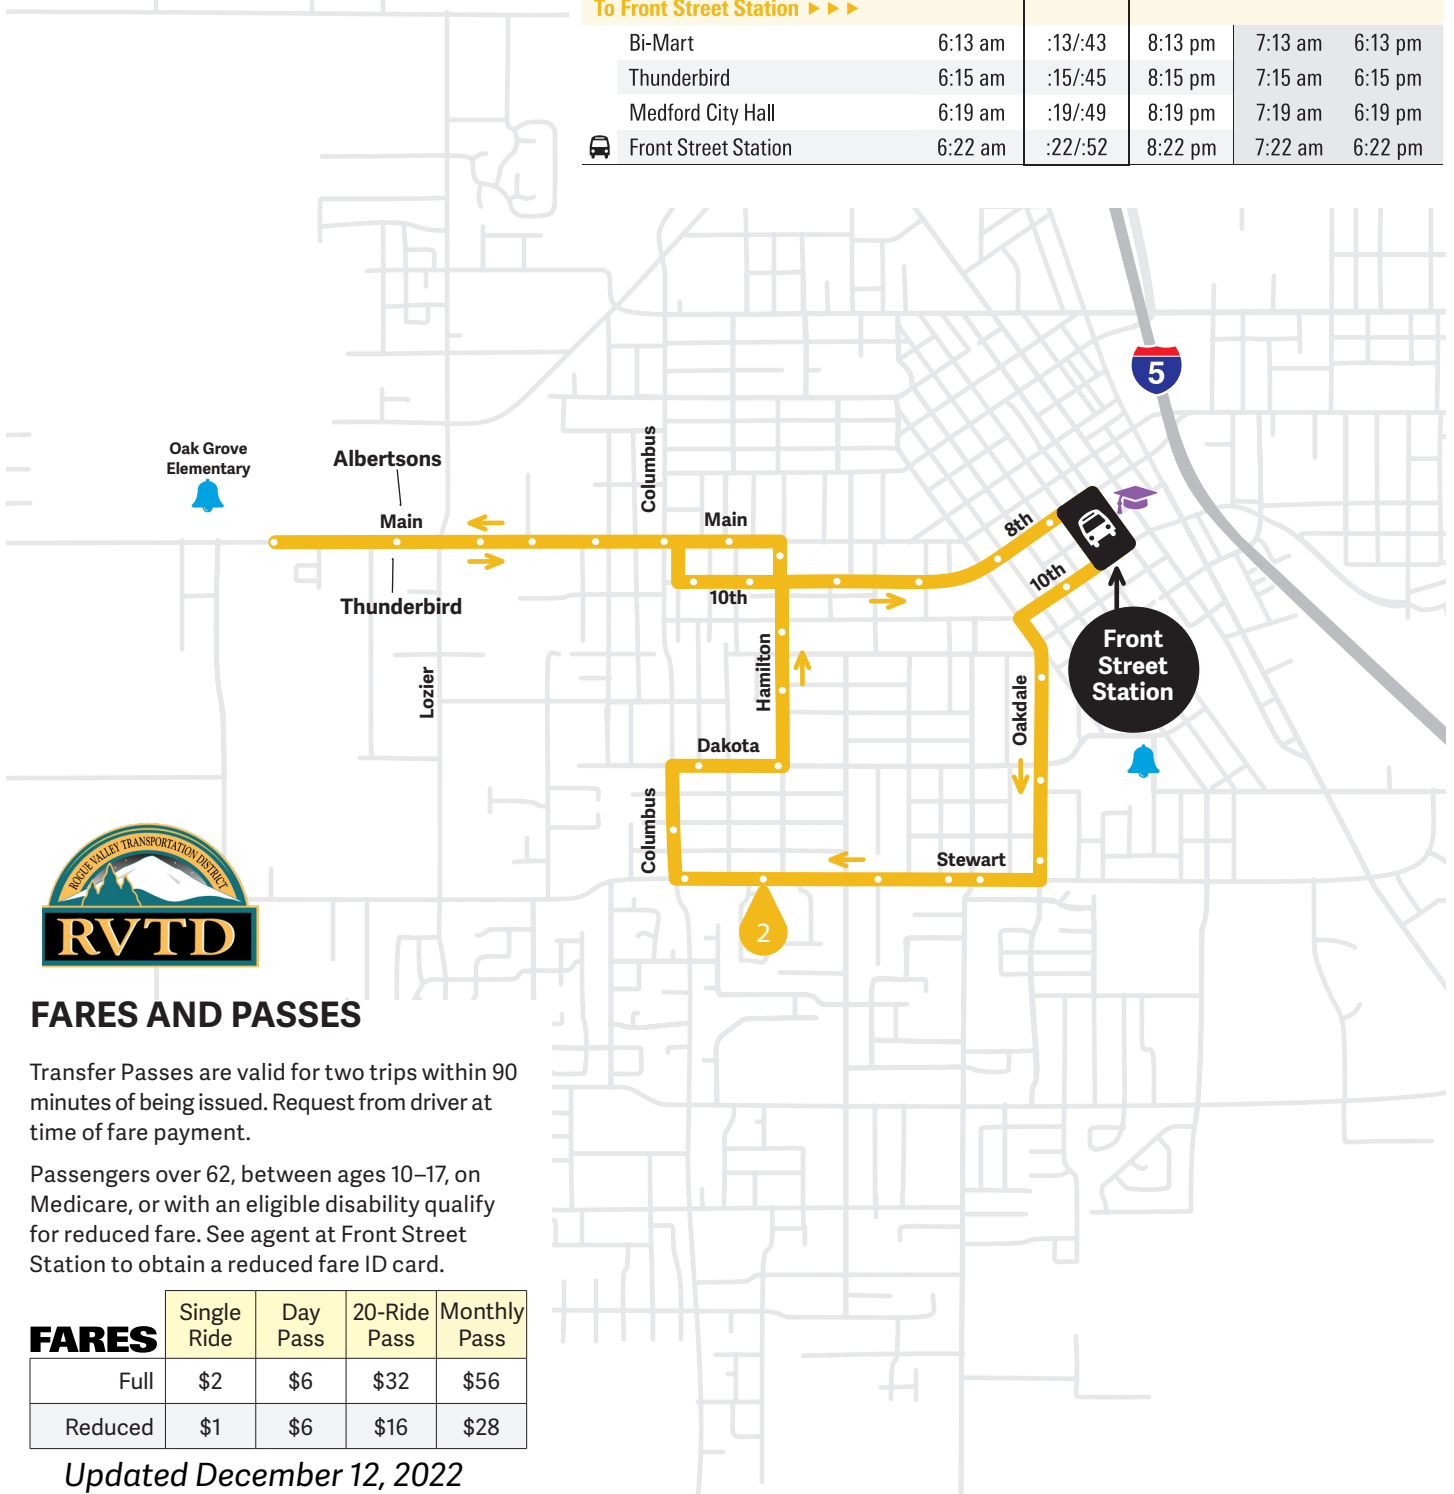 To Front Street Station ►►►
Bi-Mart 6:13 am :13/:43 8:13 pm 7:13 am 6:13 pm
Thunderbird 6:15 am :15/:45 8:15 pm 7:15 am 6:15 pm
Medford City Hall 6:19 am :19/:49 8:19 pm 7:19 am 6:19 pm
Front Street Station 6:22 am :22/:52 8:22 pm 7:22 am 6:22 pm
5
Oak Grove
Elementary
Albertsons
Columbus
Main
Main
8th
10th
10th
Thunderbird
Front
Street
Station
Hamilton
Lozier
Oakdale
Dakota
Columbus
Stewart
2
ROGUE VALLEY TRANSPORTATION DISTRICT
RVTD
FARES AND PASSES
Transfer Passes are valid for two trips within 90
minutes of being issued. Request from driver at
time of fare payment.
Passengers over 62, between ages 10–17, on
Medicare, or with an eligible disability qualify
for reduced fare. See agent at Front Street
Station to obtain a reduced fare ID card.
Single Day 20-Ride Monthly
FARES Ride Pass Pass Pass
Full $2 $6 $32 $56
Reduced $1 $6 $16 $28
Updated December 12, 2022